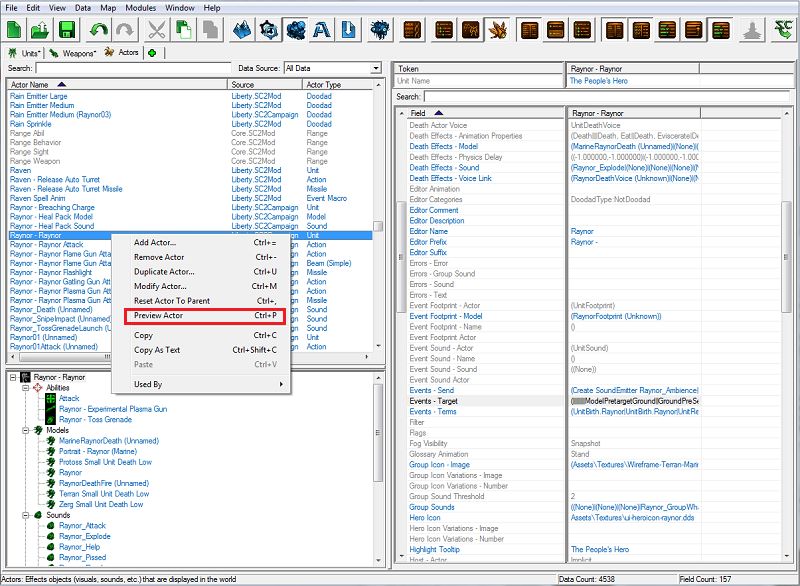 File Edit View Data Map Modules Window Help
Units* Weapons* Actors
Search: Data Source: All Data
Actor Name Source Actor Type
Rain Emitter Large Liberty.SC2Mod Doodad
Rain Emitter Medium Liberty.SC2Mod Doodad
Rain Emitter Medium (Raynor03) Liberty.SC2Campaign Doodad
Rain Sprinkle Liberty.SC2Mod Doodad
Range Abil Core.SC2Mod Range
Range Behavior Core.SC2Mod Range
Range Sight Core.SC2Mod Range
Range Weapon Core.SC2Mod Range
Raven Liberty.SC2Mod Unit
Raven - Release Auto Turret Liberty.SC2Mod Action
Raven - Release Auto Turret Missile Liberty.SC2Mod Missile
Raven Spell Anim Liberty.SC2Mod Event Macro
Raynor - Breaching Charge Liberty.SC2Campaign Unit
Raynor - Heal Pack Model Liberty.SC2Campaign Model
Raynor - Heal Pack Sound Liberty.SC2Campaign Sound
Raynor - Raynor Unit
Raynor - Raynor Attack Action
Raynor - Raynor Flame Gun Attac Action
Raynor - Raynor Flame Gun Attac Beam (Simple)
Raynor - Raynor Flashlight Missile
Raynor - Raynor Gatling Gun Attac Action
Raynor - Raynor Plasma Gun Atta Action
Raynor - Raynor Plasma Gun Atta Missile
Raynor_Death (Unnamed) Sound
Raynor_SnipeImpact (Unnamed) Sound
Raynor_TossGrenadeLaunch (U Sound
Raynor01 (Unnamed) Unit
Raynor01Attack (Unnamed) Action
Add Actor... Ctrl+=
Remove Actor Ctrl+-
Duplicate Actor... Ctrl+U
Modify Actor... Ctrl+M
Reset Actor To Parent Ctrl+,
Preview Actor Ctrl+P
Copy Ctrl+C
Copy As Text Ctrl+Shift+C
Paste Ctrl+V
Used By
Raynor - Raynor
Abilities
Attack
Raynor - Experimental Plasma Gun
Raynor - Toss Grenade
Models
MarineRaynorDeath (Unnamed)
Portrait - Raynor (Marine)
Protoss Small Unit Death Low
Raynor
RaynorDeathFire (Unnamed)
Terran Small Unit Death Low
Zerg Small Unit Death Low
Sounds
Raynor_Attack
Raynor_Explode
Raynor_Help
Raynor_Pissed
Token Raynor - Raynor
Unit Name The People's Hero
Search:
Field Raynor - Raynor
Death Actor Voice UnitDeathVoice
Death Effects - Animation Properties (Death|||Death, Eat|Death, Eviscerate|Dea
Death Effects - Model (MarineRaynorDeath (Unnamed)|(None)|(
Death Effects - Physics Delay ((-1.000000,-1.000000)(-1.000000,-1.000
Death Effects - Sound (Raynor_Explode|(None)|(None)|(None)|(N
Death Effects - Voice Link (RaynorDeathVoice (Unknown)|(None)|(N
Editor Animation
Editor Categories DoodadType:NotDoodad
Editor Comment
Editor Description
Editor Name Raynor
Editor Prefix Raynor -
Editor Suffix
Errors - Error
Errors - Group Sound
Errors - Sound
Errors - Text
Event Footprint - Actor (UnitFootprint)
Event Footprint - Model (RaynorFootprint (Unknown))
Event Footprint - Name ()
Event Footprint Actor
Event Sound - Actor (UnitSound)
Event Sound - Name ()
Event Sound - Sound ((None))
Event Sound Actor
Events - Send (Create SoundEmitter Raynor_Ambience|
Events - Target ModelPretarget|Ground|GroundPreSe
Events - Terms (UnitBirth.Raynor|UnitBirth.Raynor|UnitRe
Filter
Flags
Fog Visibility Snapshot
Glossary Animation Stand
Group Icon - Image (Assets\Textures\Wireframe-Terran-Mari
Group Icon Variations - Image
Group Icon Variations - Number
Group Sound Threshold 2
Group Sounds ((None)|(None)|(None)|Raynor_GroupWha
Hero Icon Assets\Textures\ui-heroicon-raynor.dds
Hero Icon Variations - Image
Hero Icon Variations - Number
Highlight Tooltip The People's Hero
Host - Actor Implicit
Actors: Effects objects (visuals, sounds, etc.) that are displayed in the world Data Count: 4538 Field Count: 157